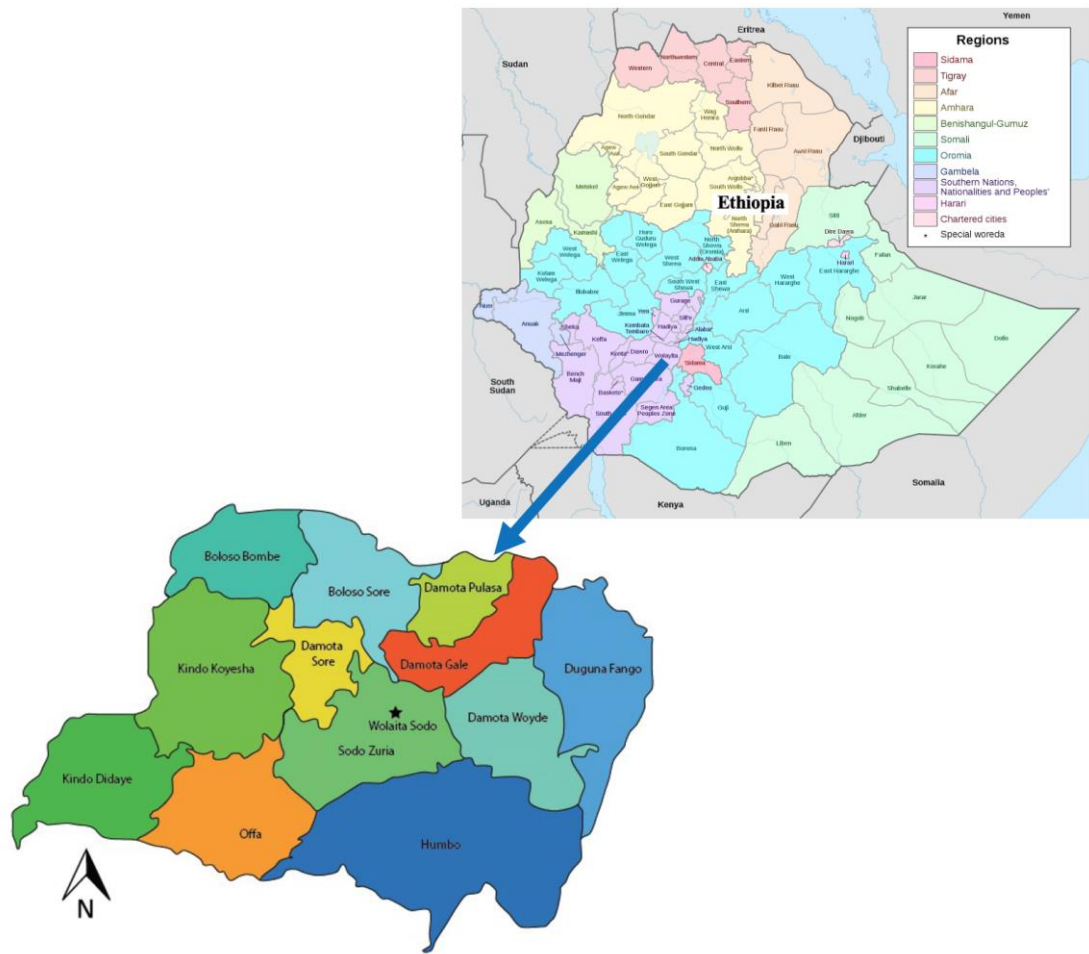 Yemen
Eritrea
Sudan
Regions
Sidama
Tigray
Afar
Amhara
Benishangul-Gumuz
Somali
Oromia
Gambela
Southern Nations,
Nationalities and Peoples'
Harari
Chartered cities
Special woreda
Western
Northwestern
Central
Eastern
Southern
Kilbet Rasu
North Gondar
Wag
Hemira
Fanti Rasu
Djibouti
Awsi Rasu
South Gondar
North Wollo
Metekel
West
Gojjam
Agew Awi
Argobba
South Wollo
East Gojjam
Ethiopia
North
Shewa
(Amhara)
Gabi Rasu
Sitti
Asosa
Kamashi
Dire Dawa
Horo
Guduru
Welega
North
Shewa
(Oromia)
Addis Ababa
West
Welega
East
Welega
West
Shewa
Harari
East Hararghe
Fafan
Kelam
Welega
South West
Shewa
East
Shewa
West
Hararghe
Illubabor
Jarar
Jimma
Yem
Gurage
Silt'e
Arsi
Nogob
Dollo
Nuer
Anuak
Sheka
Keffa
Kembata
Tembaro
Hadiya
Alaba
Hadiya
West Arsi
Mezhenger
Konta
Dawro
Wolayita
Sidama
Bale
Korahe
South
Sudan
Bench
Maji
Basketo
Gedeo
Shabelle
Segen Area
Peoples Zone
Guji
Afder
Borena
Liben
Somalia
Uganda
Kenya
Boloso Bombe
Boloso Sore
Damota Pulasa
Kindo Koyesha
Damota
Sore
Damota Gale
Duguna Fango
Wolaita Sodo
Damota Woyde
Sodo Zuria
Kindo Didaye
Offa
Humbo
N